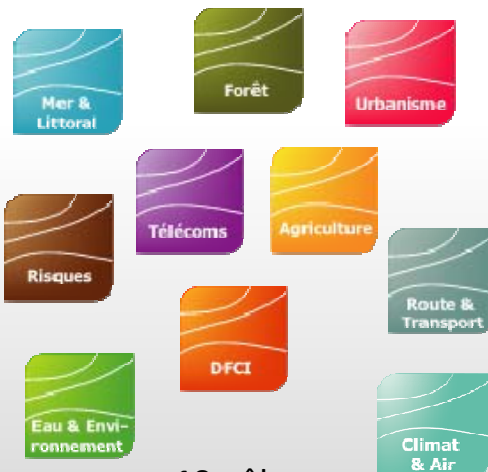 Mer &
Littoral
Forêt
Urbanisme
Télécoms
Agriculture
Risques
Route &
Transport
DFCI
Eau & Envi-
ronnement
Climat
& Air